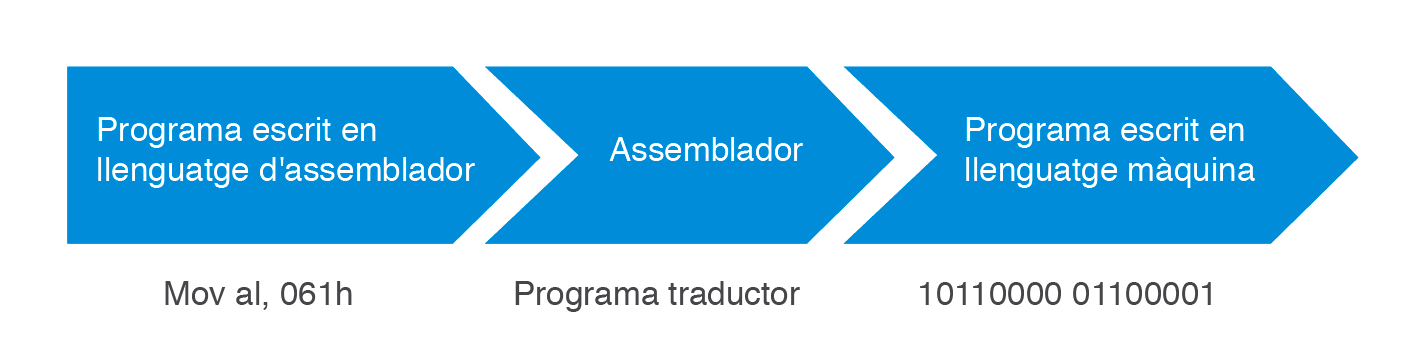 Programa escrit en
llenguatge d'assemblador
Assemblador
Programa escrit en
llenguatge màquina
Mov al, 061h
Programa traductor
10110000 01100001